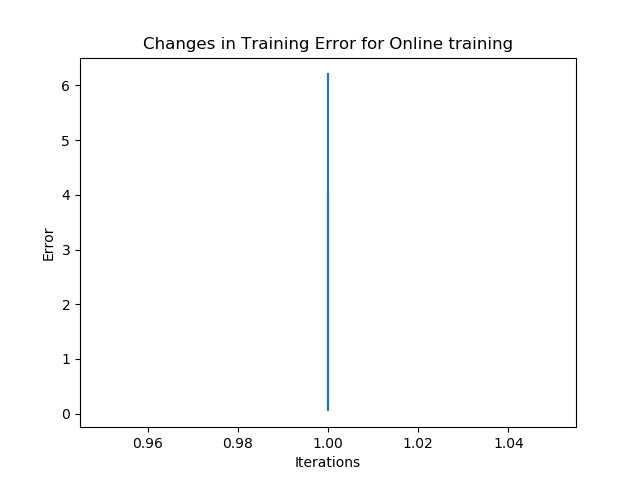 Changes in Training Error for Online training
6
5
4
3
2
1
0
Error
0.96 0.98 1.00 1.02 1.04
Iterations